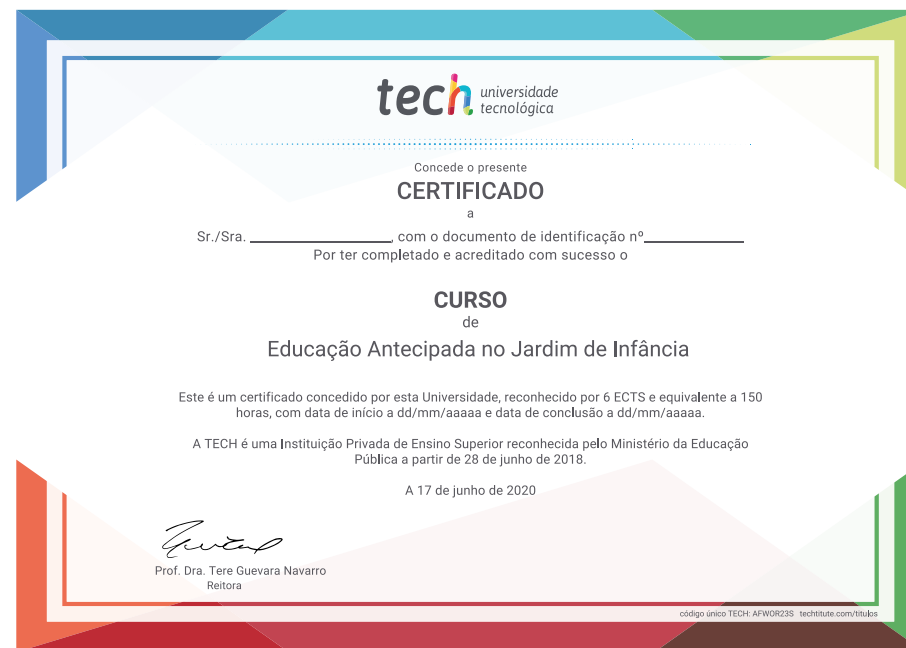 tech universidade
tecnológica
Concede o presente
CERTIFICADO
a
Sr./Sra. ____________________, com o documento de identificação nº______________
Por ter completado e acreditado com sucesso o
CURSO
de
Educação Antecipada no Jardim de Infância
Este é um certificado concedido por esta Universidade, reconhecido por 6 ECTS e equivalente a 150
horas, com data de início a dd/mm/aaaaa e data de conclusão a dd/mm/aaaaa.
A TECH é uma Instituição Privada de Ensino Superior reconhecida pelo Ministério da Educação
Pública a partir de 28 de junho de 2018.
A 17 de junho de 2020
Prof. Dra. Tere Guevara Navarro
Reitora
código único TECH: AFWOR23S techtitute.com/titulos